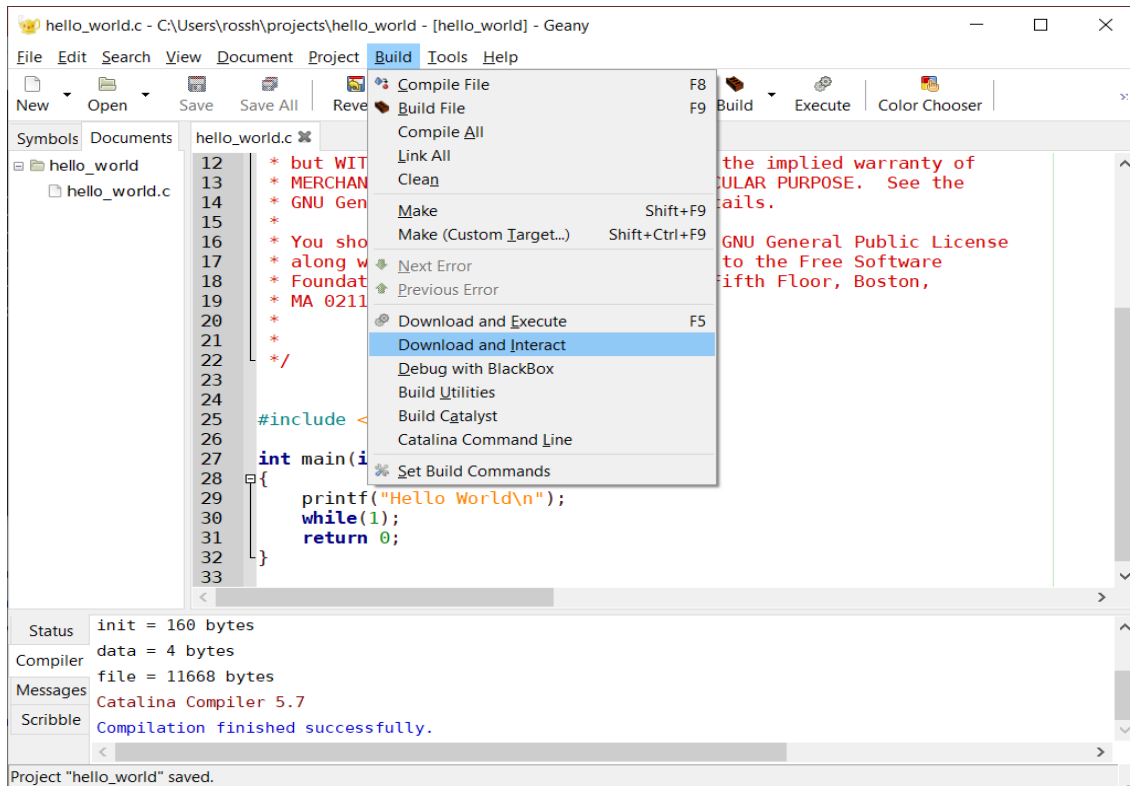 hello_world.c - C:\Users\rossh\projects\hello_world - [hello_world] - Geany
File Edit Search View Document Project Build Tools Help
New Open Save Save All Reve Build Execute Color Chooser
Symbols Documents hello_world.c
hello_world
hello_world.c
Compile File F8
Build File F9
Compile All
Link All
Clean
Make Shift+F9
Make (Custom Target...) Shift+Ctrl+F9
Next Error
Previous Error
Download and Execute F5
Download and Interact
Debug with BlackBox
Build Utilities
Build Catalyst
Catalina Command Line
Set Build Commands
12 * but WIT the implied warranty of
13 * MERCHAN CULAR PURPOSE. See the
14 * GNU Gen tails.
15 *
16 * You sho GNU General Public License
17 * along w to the Free Software
18 * Foundat Fifth Floor, Boston,
19 * MA 0211
20 *
21 *
22 */
23
24
25 #include <
26
27 int main(i
28 {
29 printf("Hello World\n");
30 while(1);
31 return 0;
32 }
33
Status
Compiler
Messages
Scribble
init = 160 bytes
data = 4 bytes
file = 11668 bytes
Catalina Compiler 5.7
Compilation finished successfully.
Project "hello_world" saved.